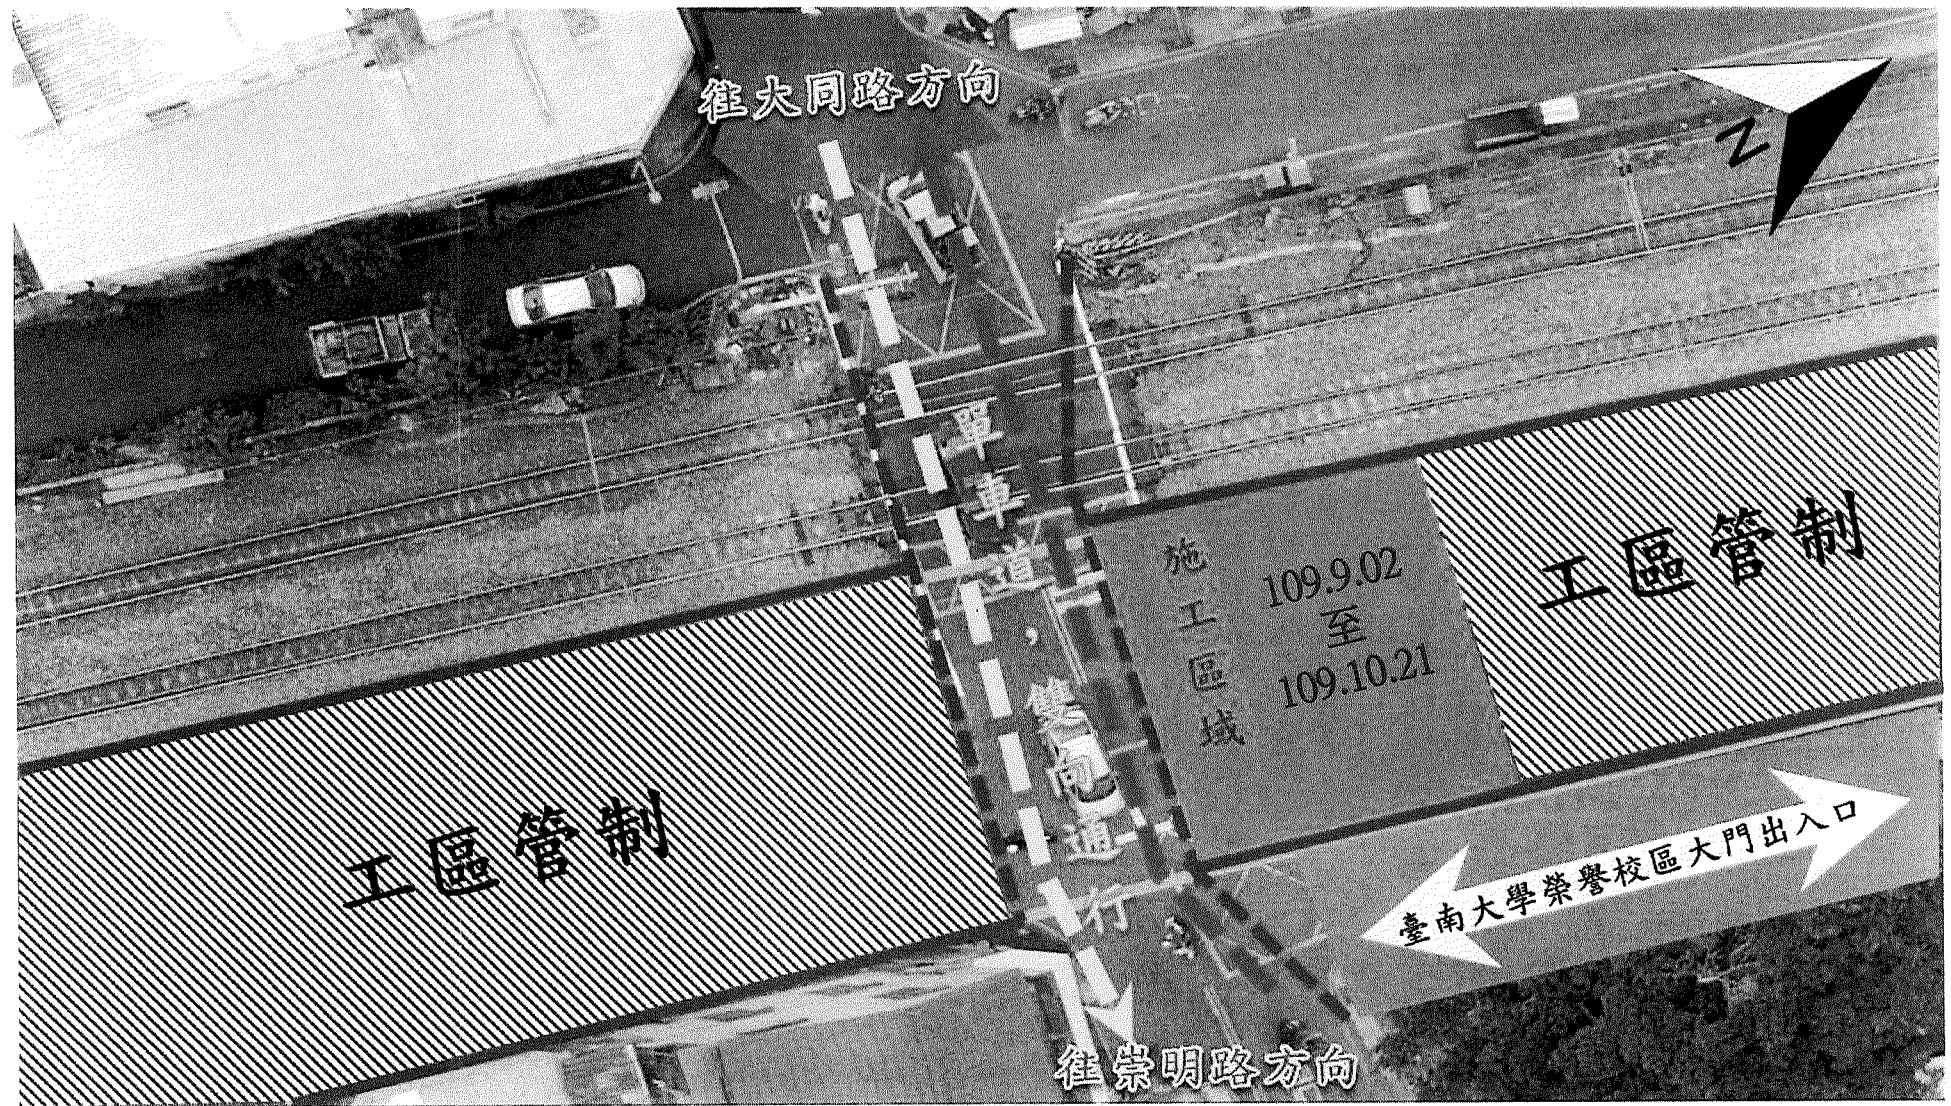 往大同路方向
N
單車道，雙向通行
施工區域
109.9.02
至
109.10.21
工區管制
工區管制
臺南大學榮譽校區大門出入口
往崇明路方向